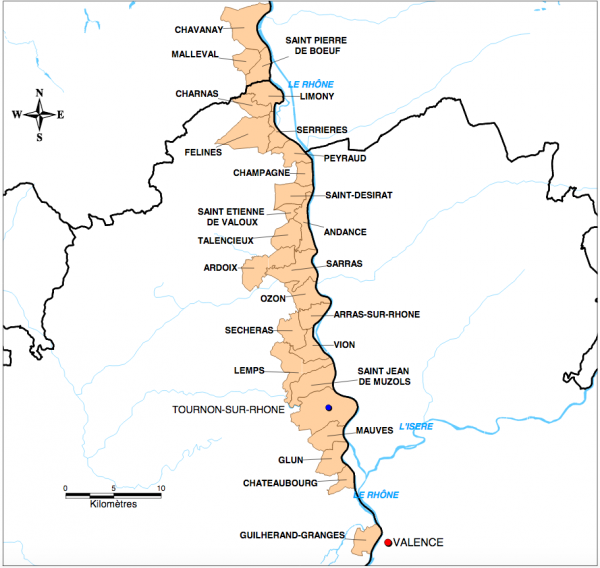 CHAVANAY
SAINT PIERRE
DE BOEUF
MALLEVAL
LE RHÔNE
CHARNAS
LIMONY
N
W E
S
SERRIERES
FELINES
PEYRAUD
CHAMPAGNE
SAINT-DESIRAT
SAINT ETIENNE
DE VALOUX
ANDANCE
TALENCIEUX
SARRAS
ARDOIX
OZON
ARRAS-SUR-RHONE
SECHERAS
VION
LEMPS
SAINT JEAN
DE MUZOLS
TOURNON-SUR-RHONE
L'ISERE
MAUVES
GLUN
CHATEAUBOURG
LE RHÔNE
0 5 10
Kilomètres
GUILHERAND-GRANGES
VALENCE